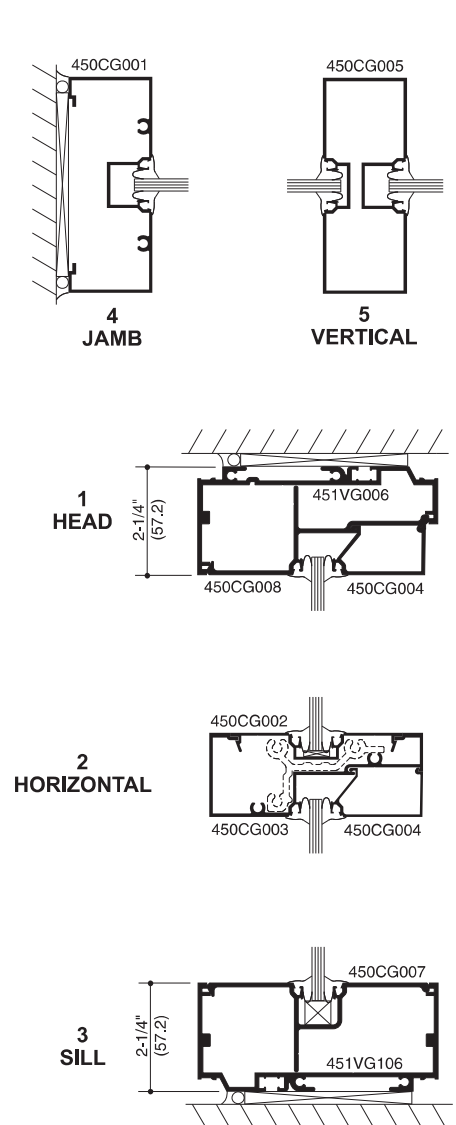 450CG001
450CG005
4
JAMB
5
VERTICAL
1
HEAD
2-1/4"
(57.2)
451VG006
450CG008
450CG004
2
HORIZONTAL
450CG002
450CG003
450CG004
3
SILL
2-1/4"
(57.2)
450CG007
451VG106